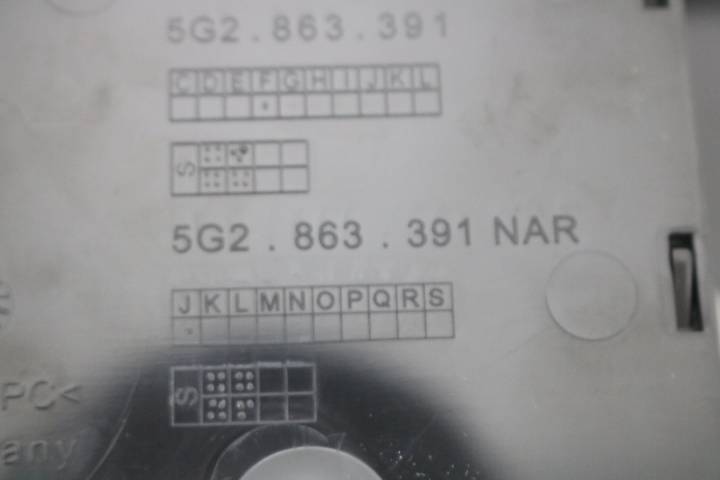 5G2.863.391
C D E F G H I J K L
S
5G2.863.391 NAR
J K L M N O P Q R S
S
PC<
any